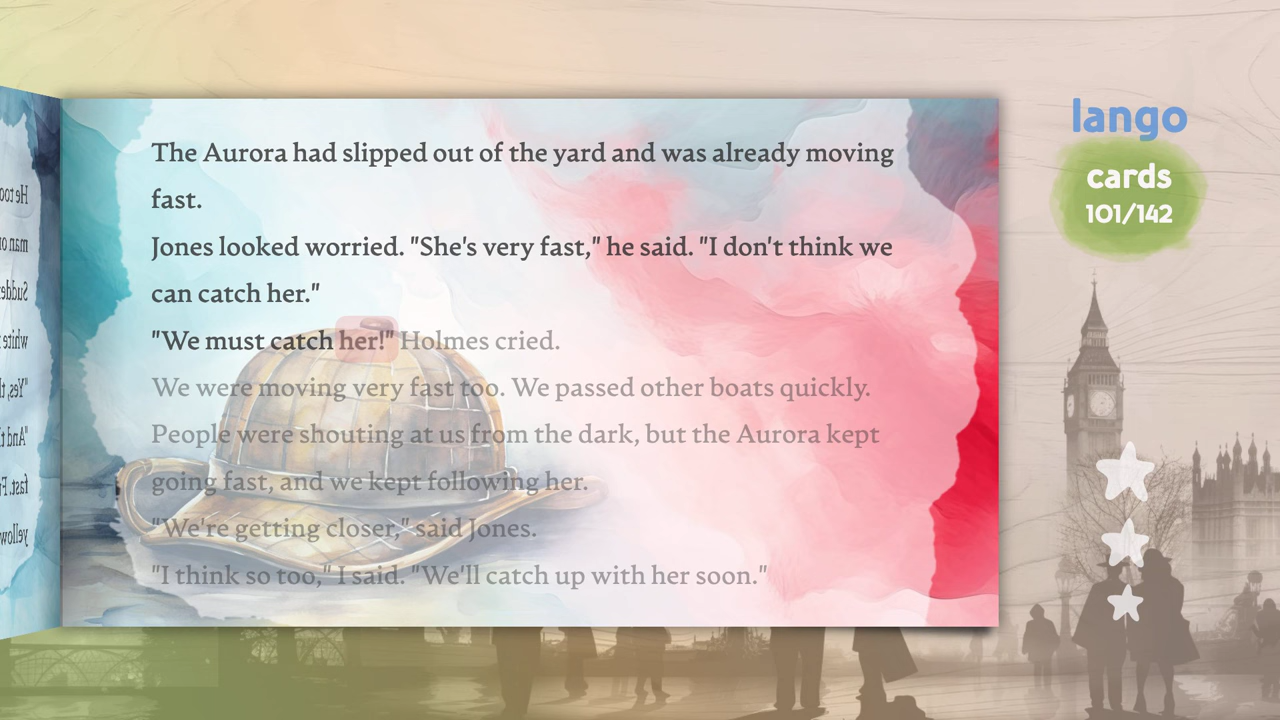 The Aurora had slipped out of the yard and was already moving
fast.
Jones looked worried. "She's very fast," he said. "I don't think we
can catch her."
"We must catch her!" Holmes cried.
We were moving very fast too. We passed other boats quickly.
People were shouting at us from the dark, but the Aurora kept
going fast, and we kept following her.
"We're getting closer," said Jones.
"I think so too," I said. "We'll catch up with her soon."
lango
cards
101/142